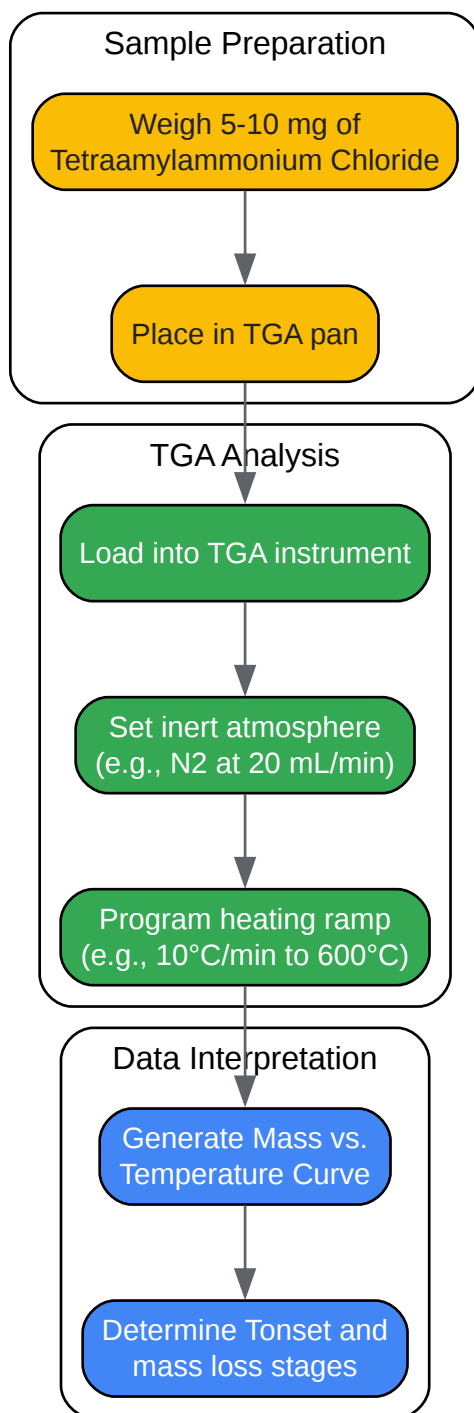 Sample Preparation
Weigh 5-10 mg of
Tetraamylammonium Chloride
Place in TGA pan
TGA Analysis
Load into TGA instrument
Set inert atmosphere
(e.g., N2 at 20 mL/min)
Program heating ramp
(e.g., 10°C/min to 600°C)
Data Interpretation
Generate Mass vs.
Temperature Curve
Determine Tonset and
mass loss stages